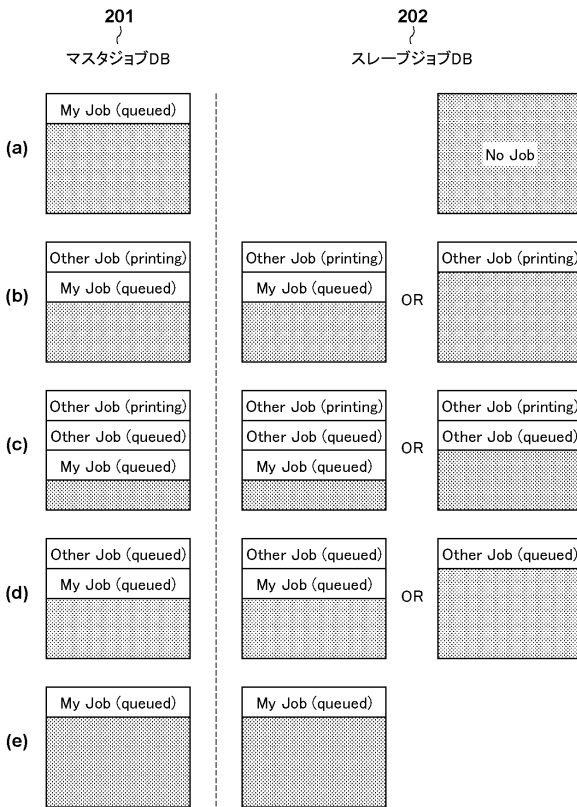 201 202
マスタジョブDB スレーブジョブDB
(a) My Job (queued) No Job
(b) Other Job (printing) Other Job (printing) Other Job (printing)
My Job (queued) My Job (queued) OR
(c) Other Job (printing) Other Job (printing) Other Job (printing)
Other Job (queued) Other Job (queued) OR Other Job (queued)
My Job (queued) My Job (queued)
(d) Other Job (queued) Other Job (queued) Other Job (queued)
My Job (queued) My Job (queued) OR
(e) My Job (queued) My Job (queued)